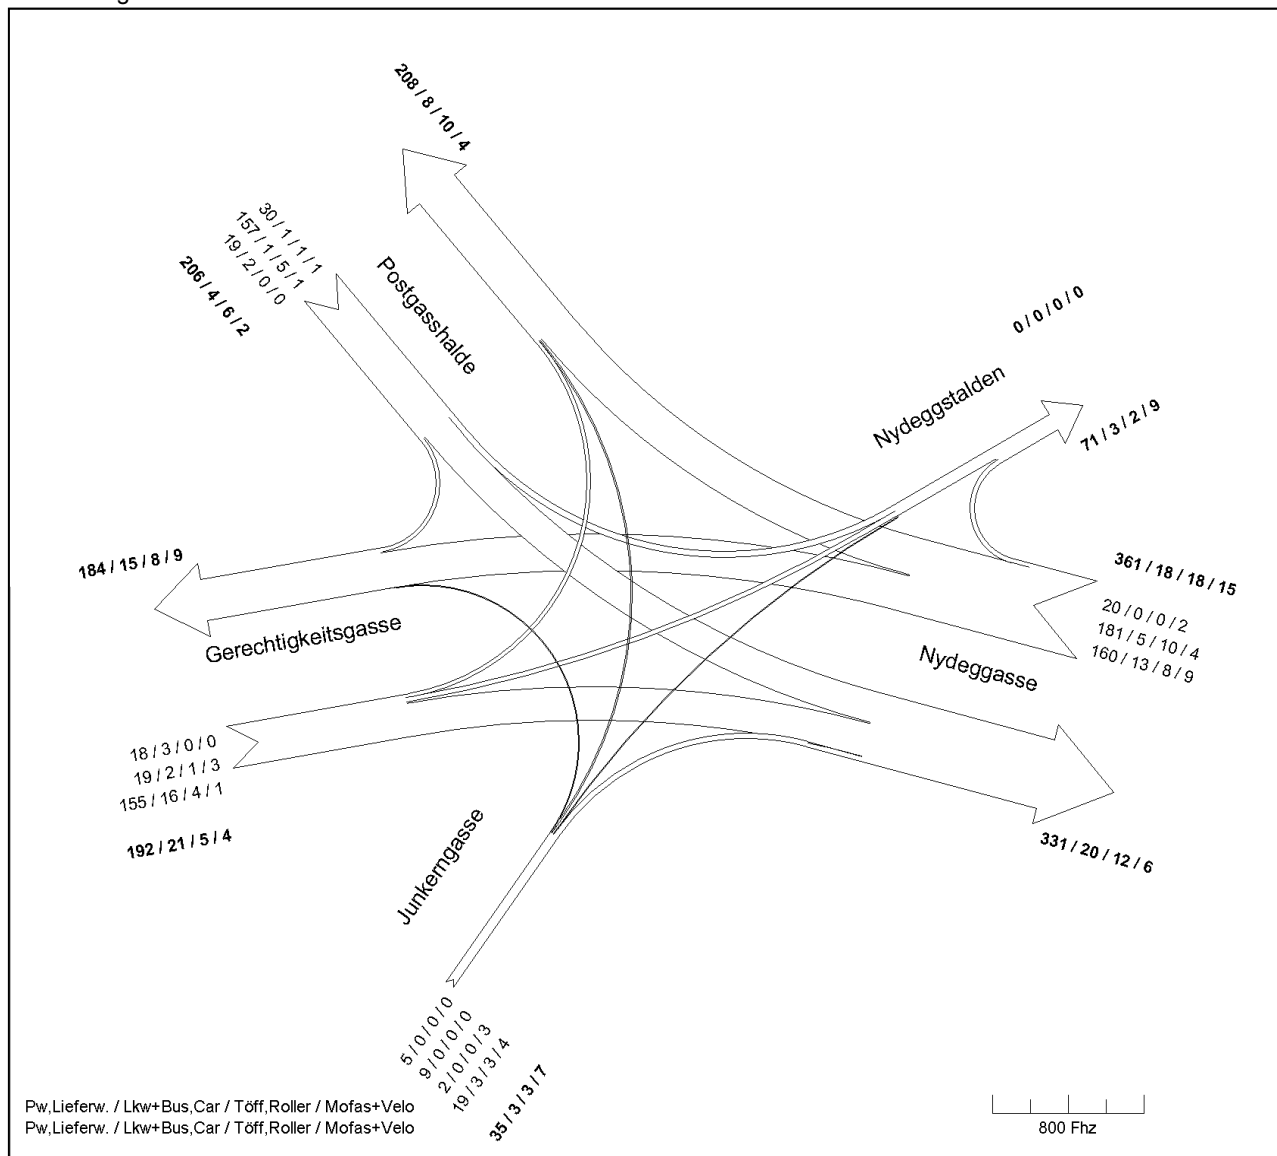 208 / 8 / 10 / 4
30 / 1 / 1 / 1
157 / 1 / 5 / 1
19 / 2 / 0 / 0
206 / 4 / 6 / 2
Postgasshalde
0 / 0 / 0 / 0
Nydeggstalden
71 / 3 / 2 / 9
184 / 15 / 8 / 9
Gerechtigkeitsgasse
361 / 18 / 18 / 15
20 / 0 / 0 / 2
181 / 5 / 10 / 4
160 / 13 / 8 / 9
Nydeggasse
18 / 3 / 0 / 0
19 / 2 / 1 / 3
155 / 16 / 4 / 1
192 / 21 / 5 / 4
Junkerngasse
331 / 20 / 12 / 6
5 / 0 / 0 / 0
9 / 0 / 0 / 0
2 / 0 / 0 / 3
19 / 3 / 3 / 4
35 / 3 / 3 / 7
Pw,Lieferw. / Lkw+Bus,Car / Töff,Roller / Mofas+Velo
Pw,Lieferw. / Lkw+Bus,Car / Töff,Roller / Mofas+Velo
800 Fhz